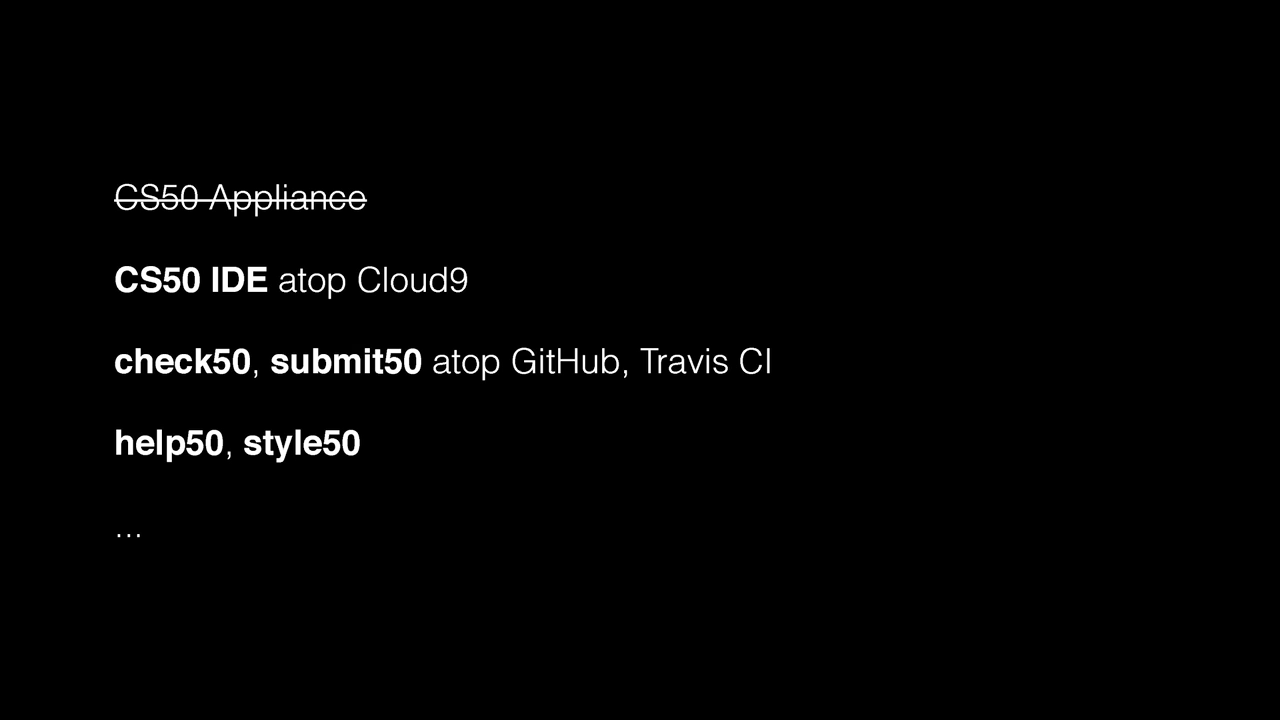 CS50 Appliance
CS50 IDE atop Cloud9
check50, submit50 atop GitHub, Travis CI
help50, style50
...